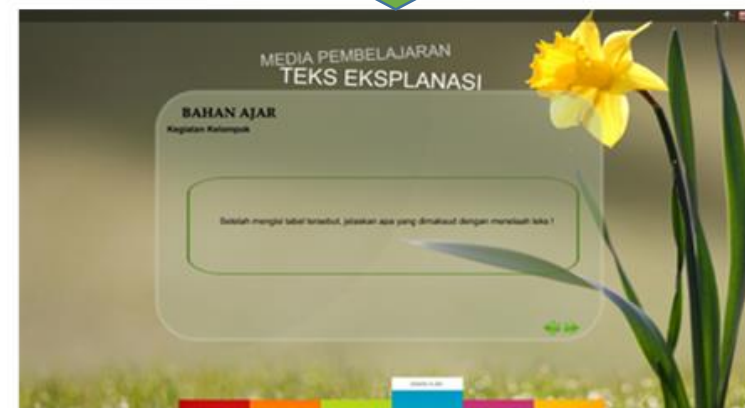 MEDIA PEMBELAJARAN
TEKS EKSPLANASI
BAHAN AJAR
Kegiatan Kelompok
Setelah mengisi tabel tersebut, jelaskan apa yang dimaksud dengan menelaah teks !